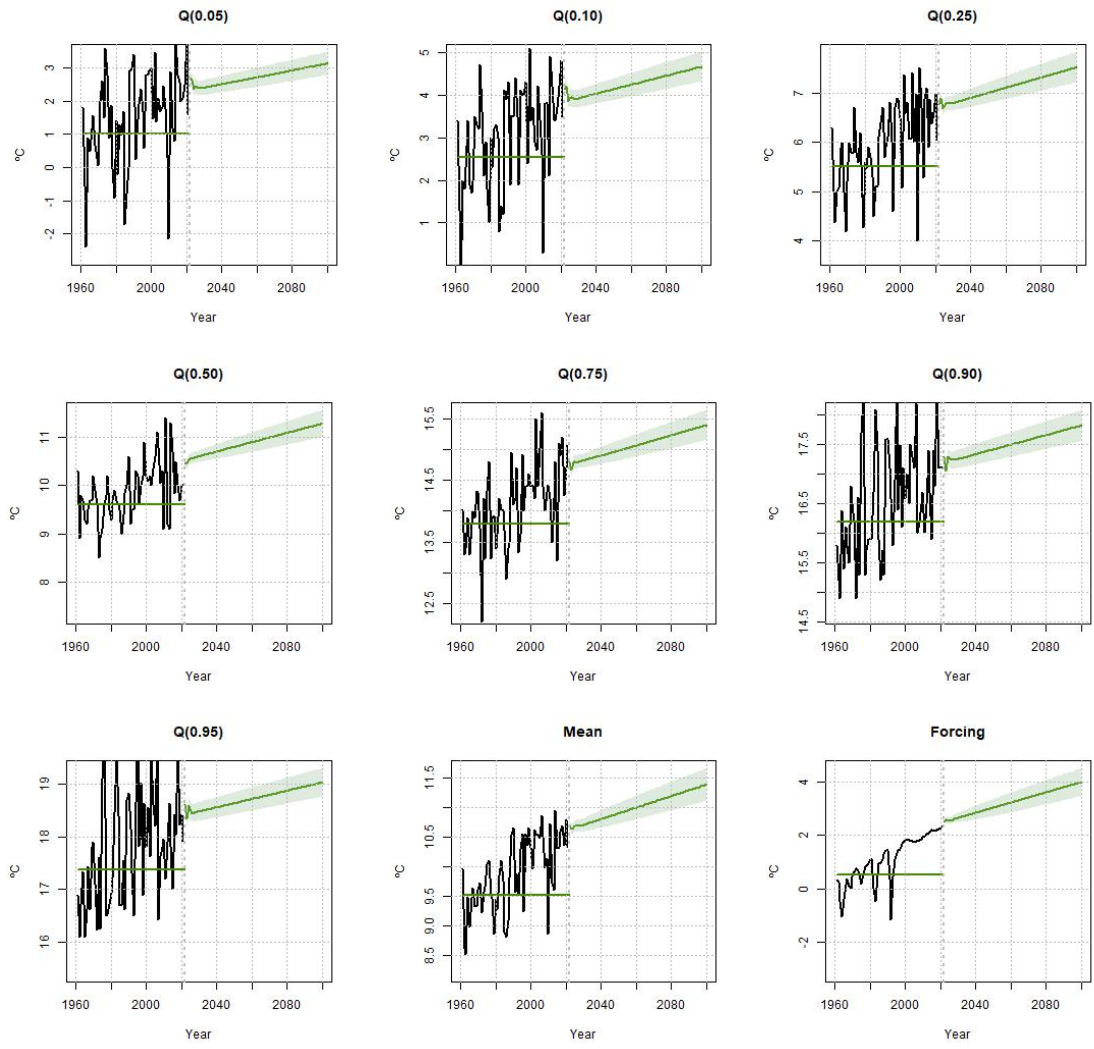 Q(0.05) Q(0.10) Q(0.25)
3
2
1
0
-1
-2
ºC
1960 2000 2040 2080
Year
5
4
3
2
1
ºC
1960 2000 2040 2080
Year
7
6
5
4
ºC
1960 2000 2040 2080
Year
Q(0.50) Q(0.75) Q(0.90)
11
10
9
8
ºC
1960 2000 2040 2080
Year
15.5
14.5
13.5
12.5
ºC
1960 2000 2040 2080
Year
17.5
16.5
15.5
14.5
ºC
1960 2000 2040 2080
Year
Q(0.95) Mean Forcing
19
18
17
16
ºC
1960 2000 2040 2080
Year
11.5
10.5
9.5
9.0
8.5
ºC
1960 2000 2040 2080
Year
4
2
0
-2
ºC
1960 2000 2040 2080
Year